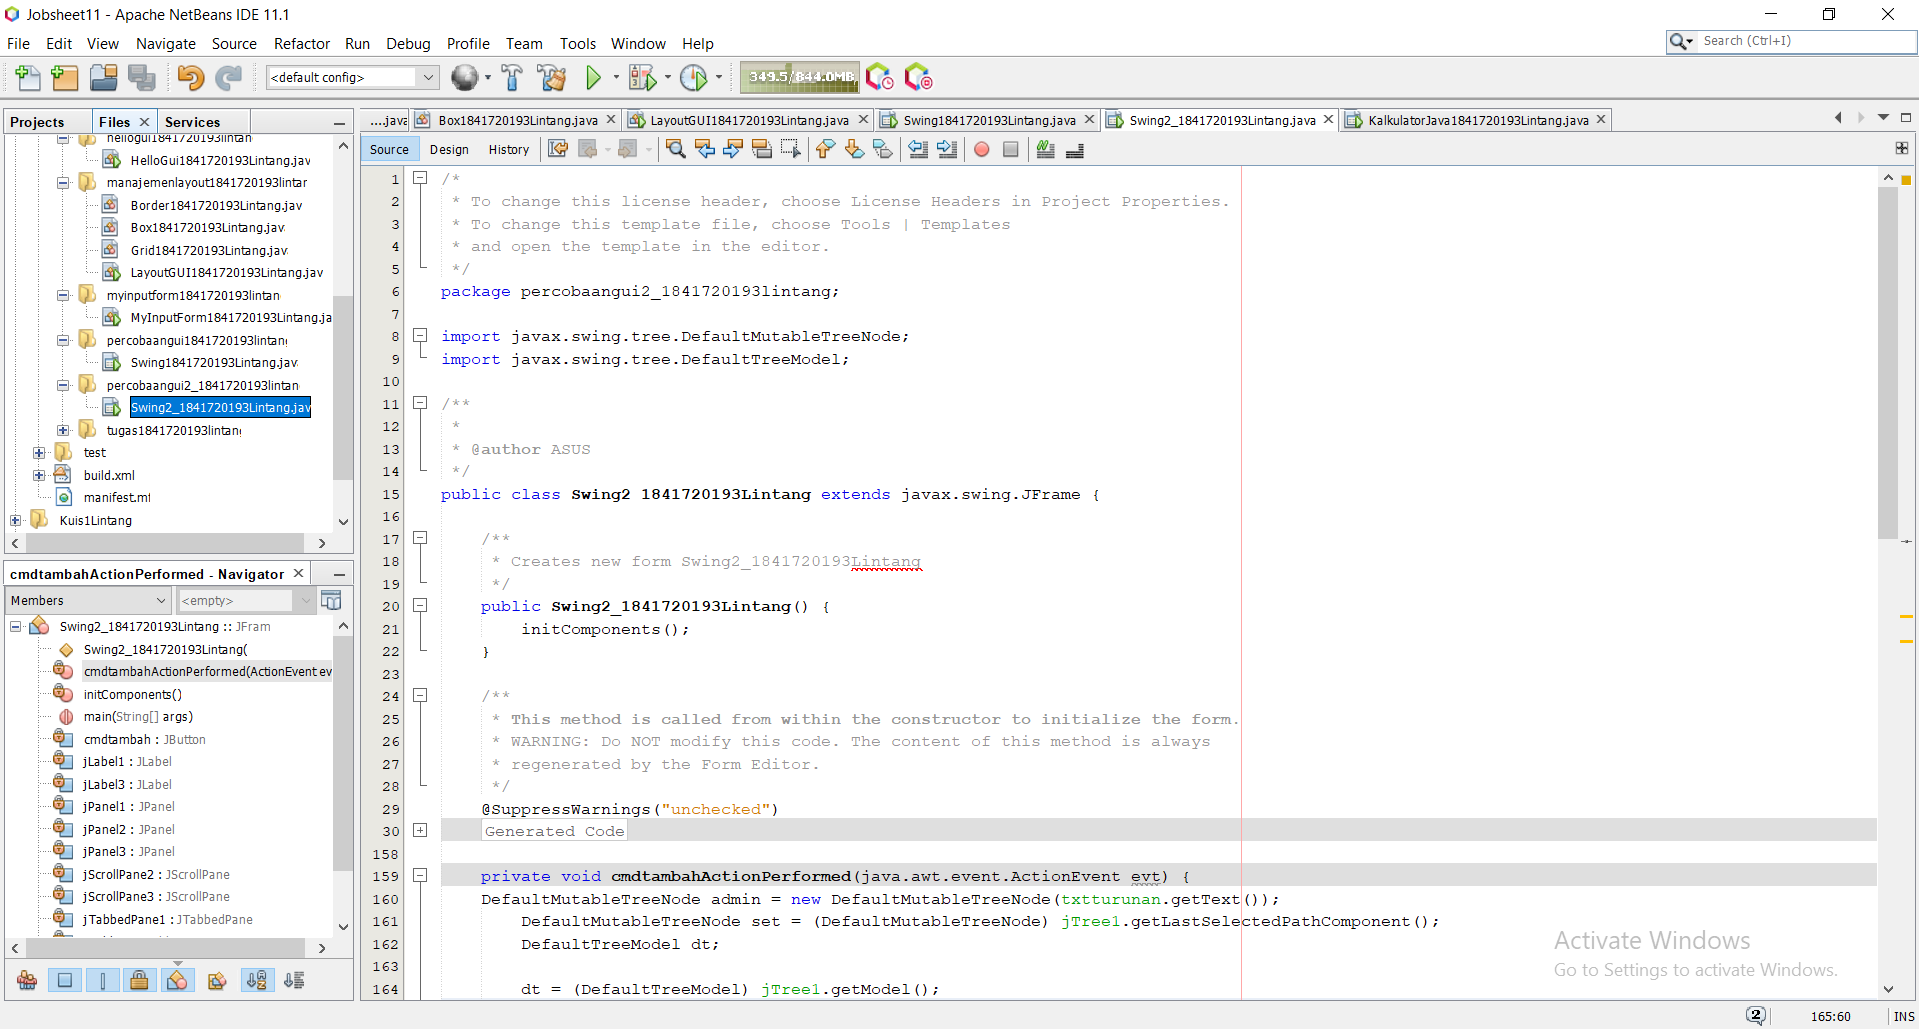 Jobsheet11 - Apache NetBeans IDE 11.1
File Edit View Navigate Source Refactor Run Debug Profile Team Tools Window Help
Search (Ctrl+I)
<default config>
349.5/844.0MB
Projects Files Services
hellogui1841720193lintan
HelloGui1841720193Lintang.jav
manajemenlayout1841720193lintar
Border1841720193Lintang.jav
Box1841720193Lintang.jav
Grid1841720193Lintang.jav
LayoutGUI1841720193Lintang.jav
myinputform1841720193lintan
MyInputForm1841720193Lintang.ja
percobaangui1841720193lintang
Swing1841720193Lintang.jav
percobaangui2_1841720193lintan
Swing2_1841720193Lintang.jav
tugas1841720193lintang
test
build.xml
manifest.mf
Kuis1Lintang
cmdtambahActionPerformed - Navigator
Members <empty>
Swing2_1841720193Lintang :: JFram
Swing2_1841720193Lintang(
cmdtambahActionPerformed(ActionEvent ev
initComponents()
main(String[] args)
cmdtambah : JButton
jLabel1 : JLabel
jLabel3 : JLabel
jPanel1 : JPanel
jPanel2 : JPanel
jPanel3 : JPanel
jScrollPane2 : JScrollPane
jScrollPane3 : JScrollPane
jTabbedPane1 : JTabbedPane
....java Box1841720193Lintang.java LayoutGUI1841720193Lintang.java Swing1841720193Lintang.java Swing2_1841720193Lintang.java KalkulatorJava1841720193Lintang.java
Source Design History
1 /*
2 * To change this license header, choose License Headers in Project Properties.
3 * To change this template file, choose Tools | Templates
4 * and open the template in the editor.
5 */
6 package percobaangui2_1841720193lintang;
7
8 import javax.swing.tree.DefaultMutableTreeNode;
9 import javax.swing.tree.DefaultTreeModel;
10
11 /**
12 *
13 * @author ASUS
14 */
15 public class Swing2_1841720193Lintang extends javax.swing.JFrame {
16
17 /**
18 * Creates new form Swing2_1841720193Lintang
19 */
20 public Swing2_1841720193Lintang() {
21 initComponents();
22 }
23
24 /**
25 * This method is called from within the constructor to initialize the form.
26 * WARNING: Do NOT modify this code. The content of this method is always
27 * regenerated by the Form Editor.
28 */
29 @SuppressWarnings("unchecked")
30 Generated Code
158
159 private void cmdtambahActionPerformed(java.awt.event.ActionEvent evt) {
160 DefaultMutableTreeNode admin = new DefaultMutableTreeNode(txtturunan.getText());
161 DefaultMutableTreeNode set = (DefaultMutableTreeNode) jTree1.getLastSelectedPathComponent();
162 DefaultTreeModel dt;
163
164 dt = (DefaultTreeModel) jTree1.getModel();
Activate Windows
Go to Settings to activate Windows.
2
165:60 INS